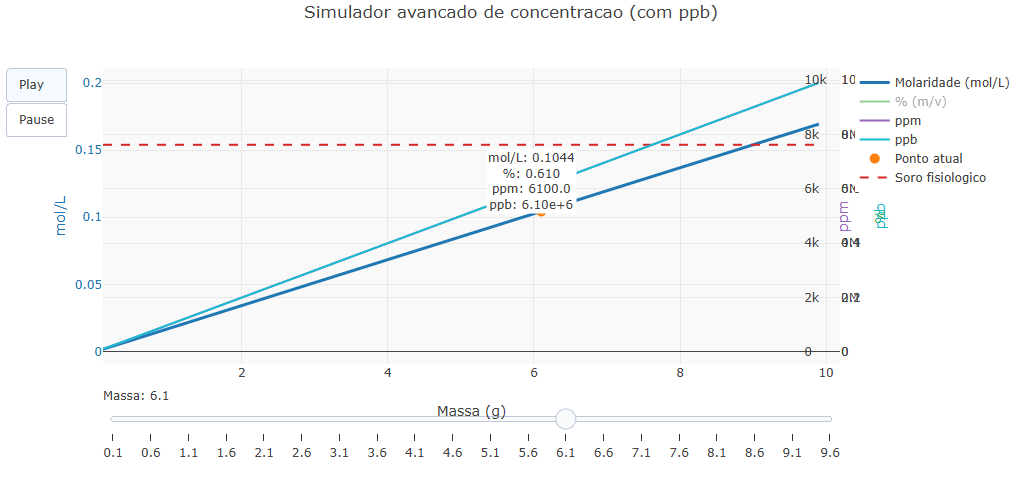 Simulador avancado de concentracao (com ppb)
Play
Pause
0.2
0.15
0.1
0.05
0
mol/L
mol/L: 0.1044
%: 0.610
ppm: 6100.0
ppb: 6.10e+6
10k
8k
6k
4k
2k
0
ppm
10
0
Molaridade (mol/L)
% (m/v)
ppm
ppb
Ponto atual
Soro fisiologico
2 4 6 8 10
Massa: 6.1
Massa (g)
0.1 0.6 1.1 1.6 2.1 2.6 3.1 3.6 4.1 4.6 5.1 5.6 6.1 6.6 7.1 7.6 8.1 8.6 9.1 9.6